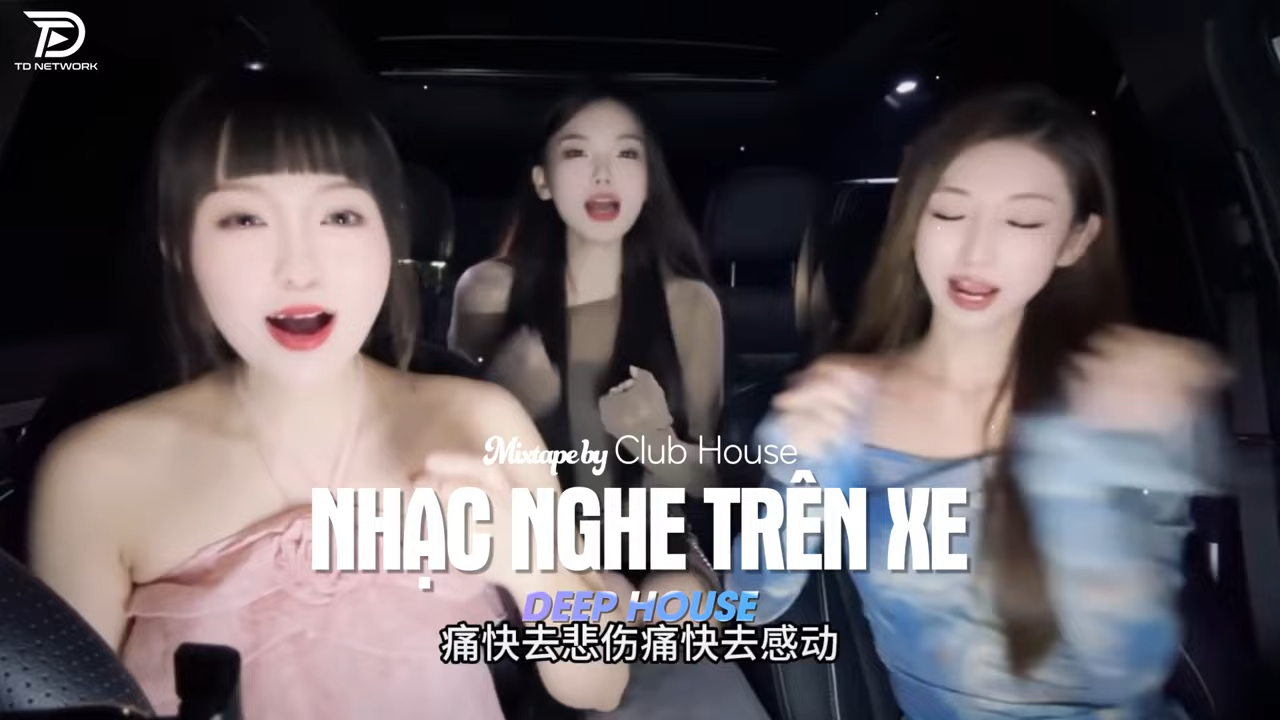 TD NETWORK
Mixtape by Club House
NHẠC NGHE TRÊN XE
DEEP HOUSE
痛快去悲伤痛快去感动